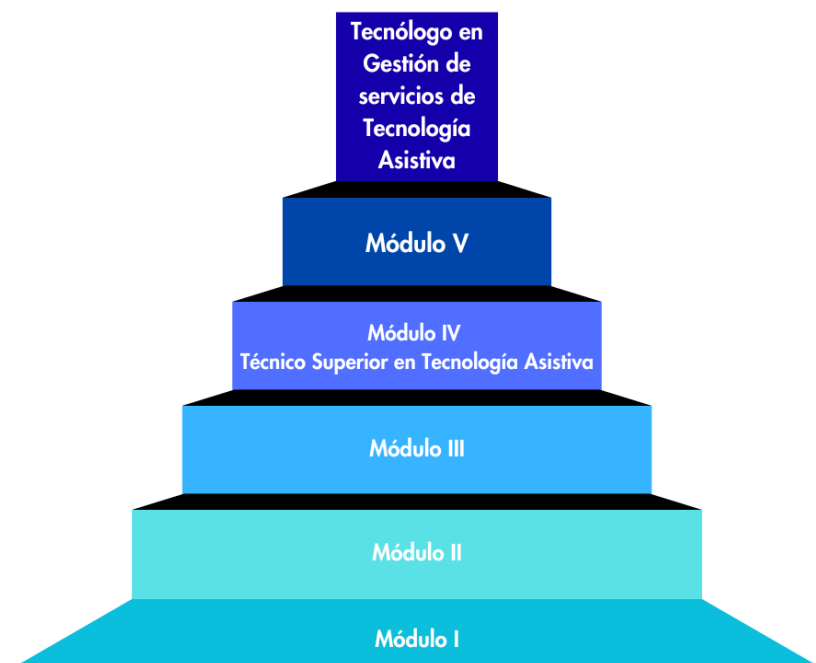 Tecnólogo en
Gestión de
servicios de
Tecnología
Asistiva
Módulo V
Módulo IV
Técnico Superior en Tecnología Asistiva
Módulo III
Módulo II
Módulo I